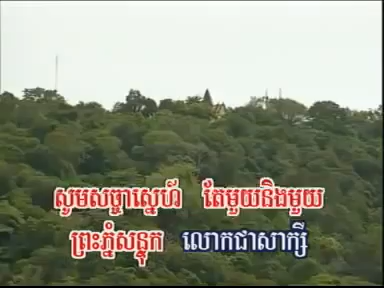 សូមសច្ចាស្នេហ៍ តែមួយនិងមួយ
ព្រះភ្នំសន្ទុក លោកជាសាក្សី